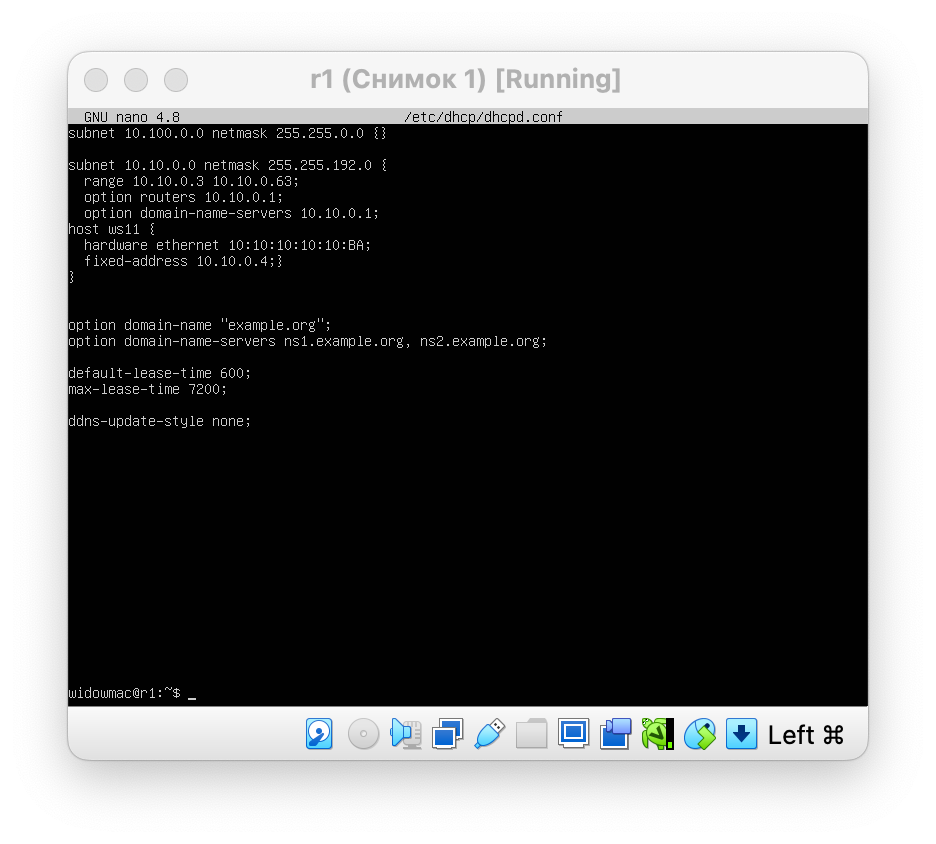 r1 (Снимок 1) [Running]
GNU nano 4.8 /etc/dhcp/dhcpd.conf
subnet 10.100.0.0 netmask 255.255.0.0 {}
subnet 10.10.0.0 netmask 255.255.192.0 {
range 10.10.0.3 10.10.0.63;
option routers 10.10.0.1;
option domain-name-servers 10.10.0.1;
host ws11 {
hardware ethernet 10:10:10:10:10:BA;
fixed-address 10.10.0.4;}
}
option domain-name "example.org";
option domain-name-servers ns1.example.org, ns2.example.org;
default-lease-time 600;
max-lease-time 7200;
ddns-update-style none;
widowmac@r1:~$ _
Left ⌘